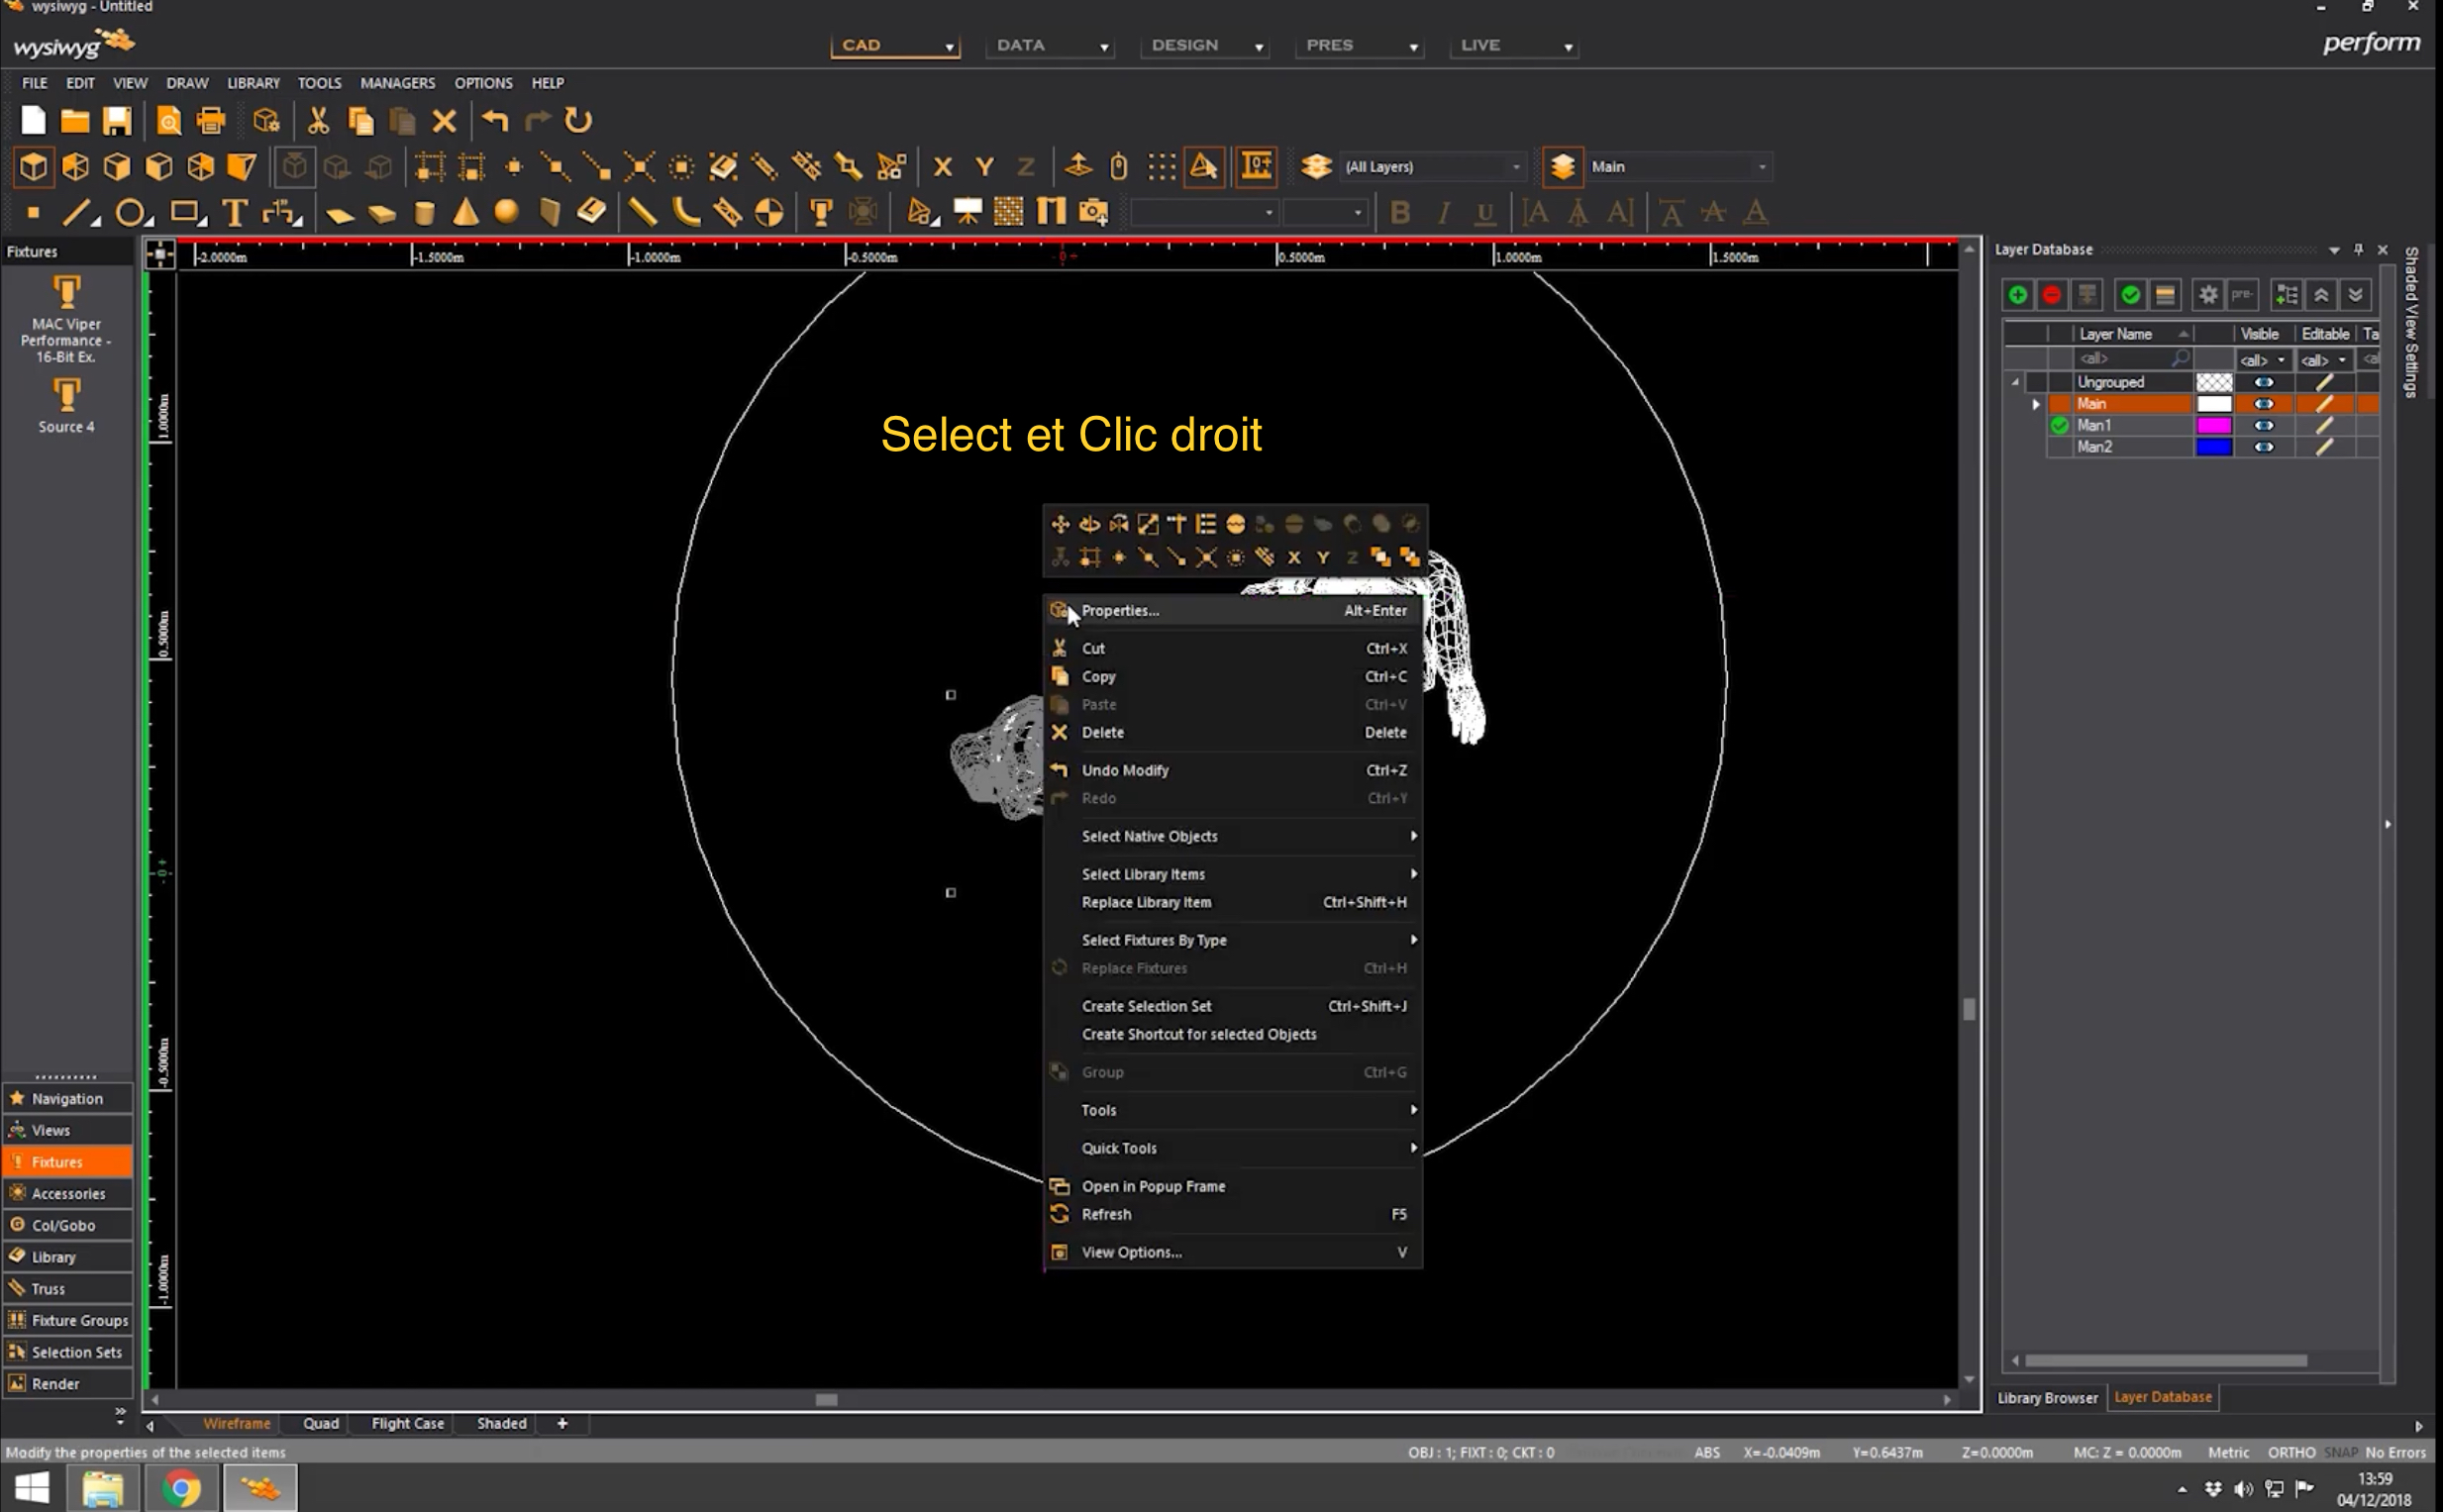 wysiwyg - Untitled
wysiwyg
CAD
DATA
DESIGN
PRES
LIVE
perform
FILE EDIT VIEW DRAW LIBRARY TOOLS MANAGERS OPTIONS HELP
X Y Z
(All Layers)
Main
T
B I U A A A A A A
Fixtures
MAC Viper
Performance -
16-Bit Ex.
Source 4
-2.0000m -1.5000m -1.0000m -0.5000m - 0 + 0.5000m 1.0000m 1.5000m
1.0000m
0.5000m
- 0 +
-0.5000m
-1.0000m
Select et Clic droit
X Y Z
Properties... Alt+Enter
Cut Ctrl+X
Copy Ctrl+C
Paste Ctrl+V
Delete Delete
Undo Modify Ctrl+Z
Redo Ctrl+Y
Select Native Objects
Select Library Items
Replace Library Item Ctrl+Shift+H
Select Fixtures By Type
Replace Fixtures Ctrl+H
Create Selection Set Ctrl+Shift+J
Create Shortcut for selected Objects
Group Ctrl+G
Tools
Quick Tools
Open in Popup Frame
Refresh F5
View Options... V
Layer Database
pre-
Layer Name Visible Editable Ta
<all> <all> <all> <al
Ungrouped
Main
Man1
Man2
Shaded View Settings
Library Browser Layer Database
Navigation
Views
Fixtures
Accessories
Col/Gobo
Library
Truss
Fixture Groups
Selection Sets
Render
Wireframe Quad Flight Case Shaded +
Modify the properties of the selected items
OBJ : 1; FIXT : 0; CKT : 0 ABS X=-0.0409m Y=0.6437m Z=0.0000m MC: Z = 0.0000m Metric ORTHO SNAP No Errors
13:59
04/12/2018